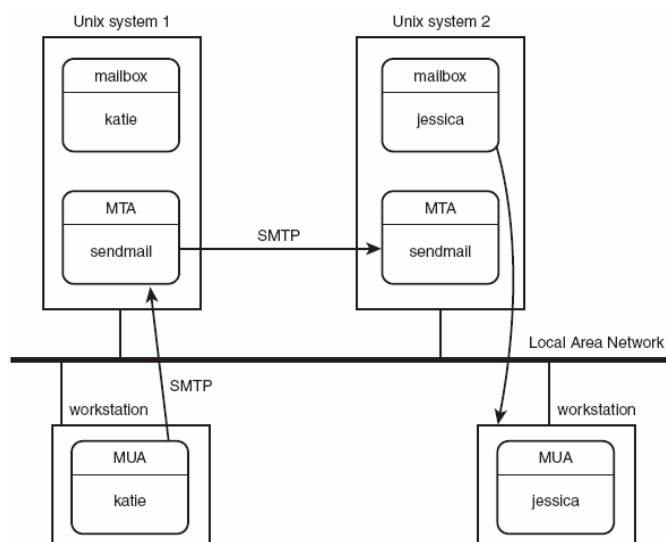 Unix system 1
Unix system 2
mailbox
katie
mailbox
jessica
MTA
sendmail
SMTP
MTA
sendmail
Local Area Network
SMTP
workstation
workstation
MUA
katie
MUA
jessica